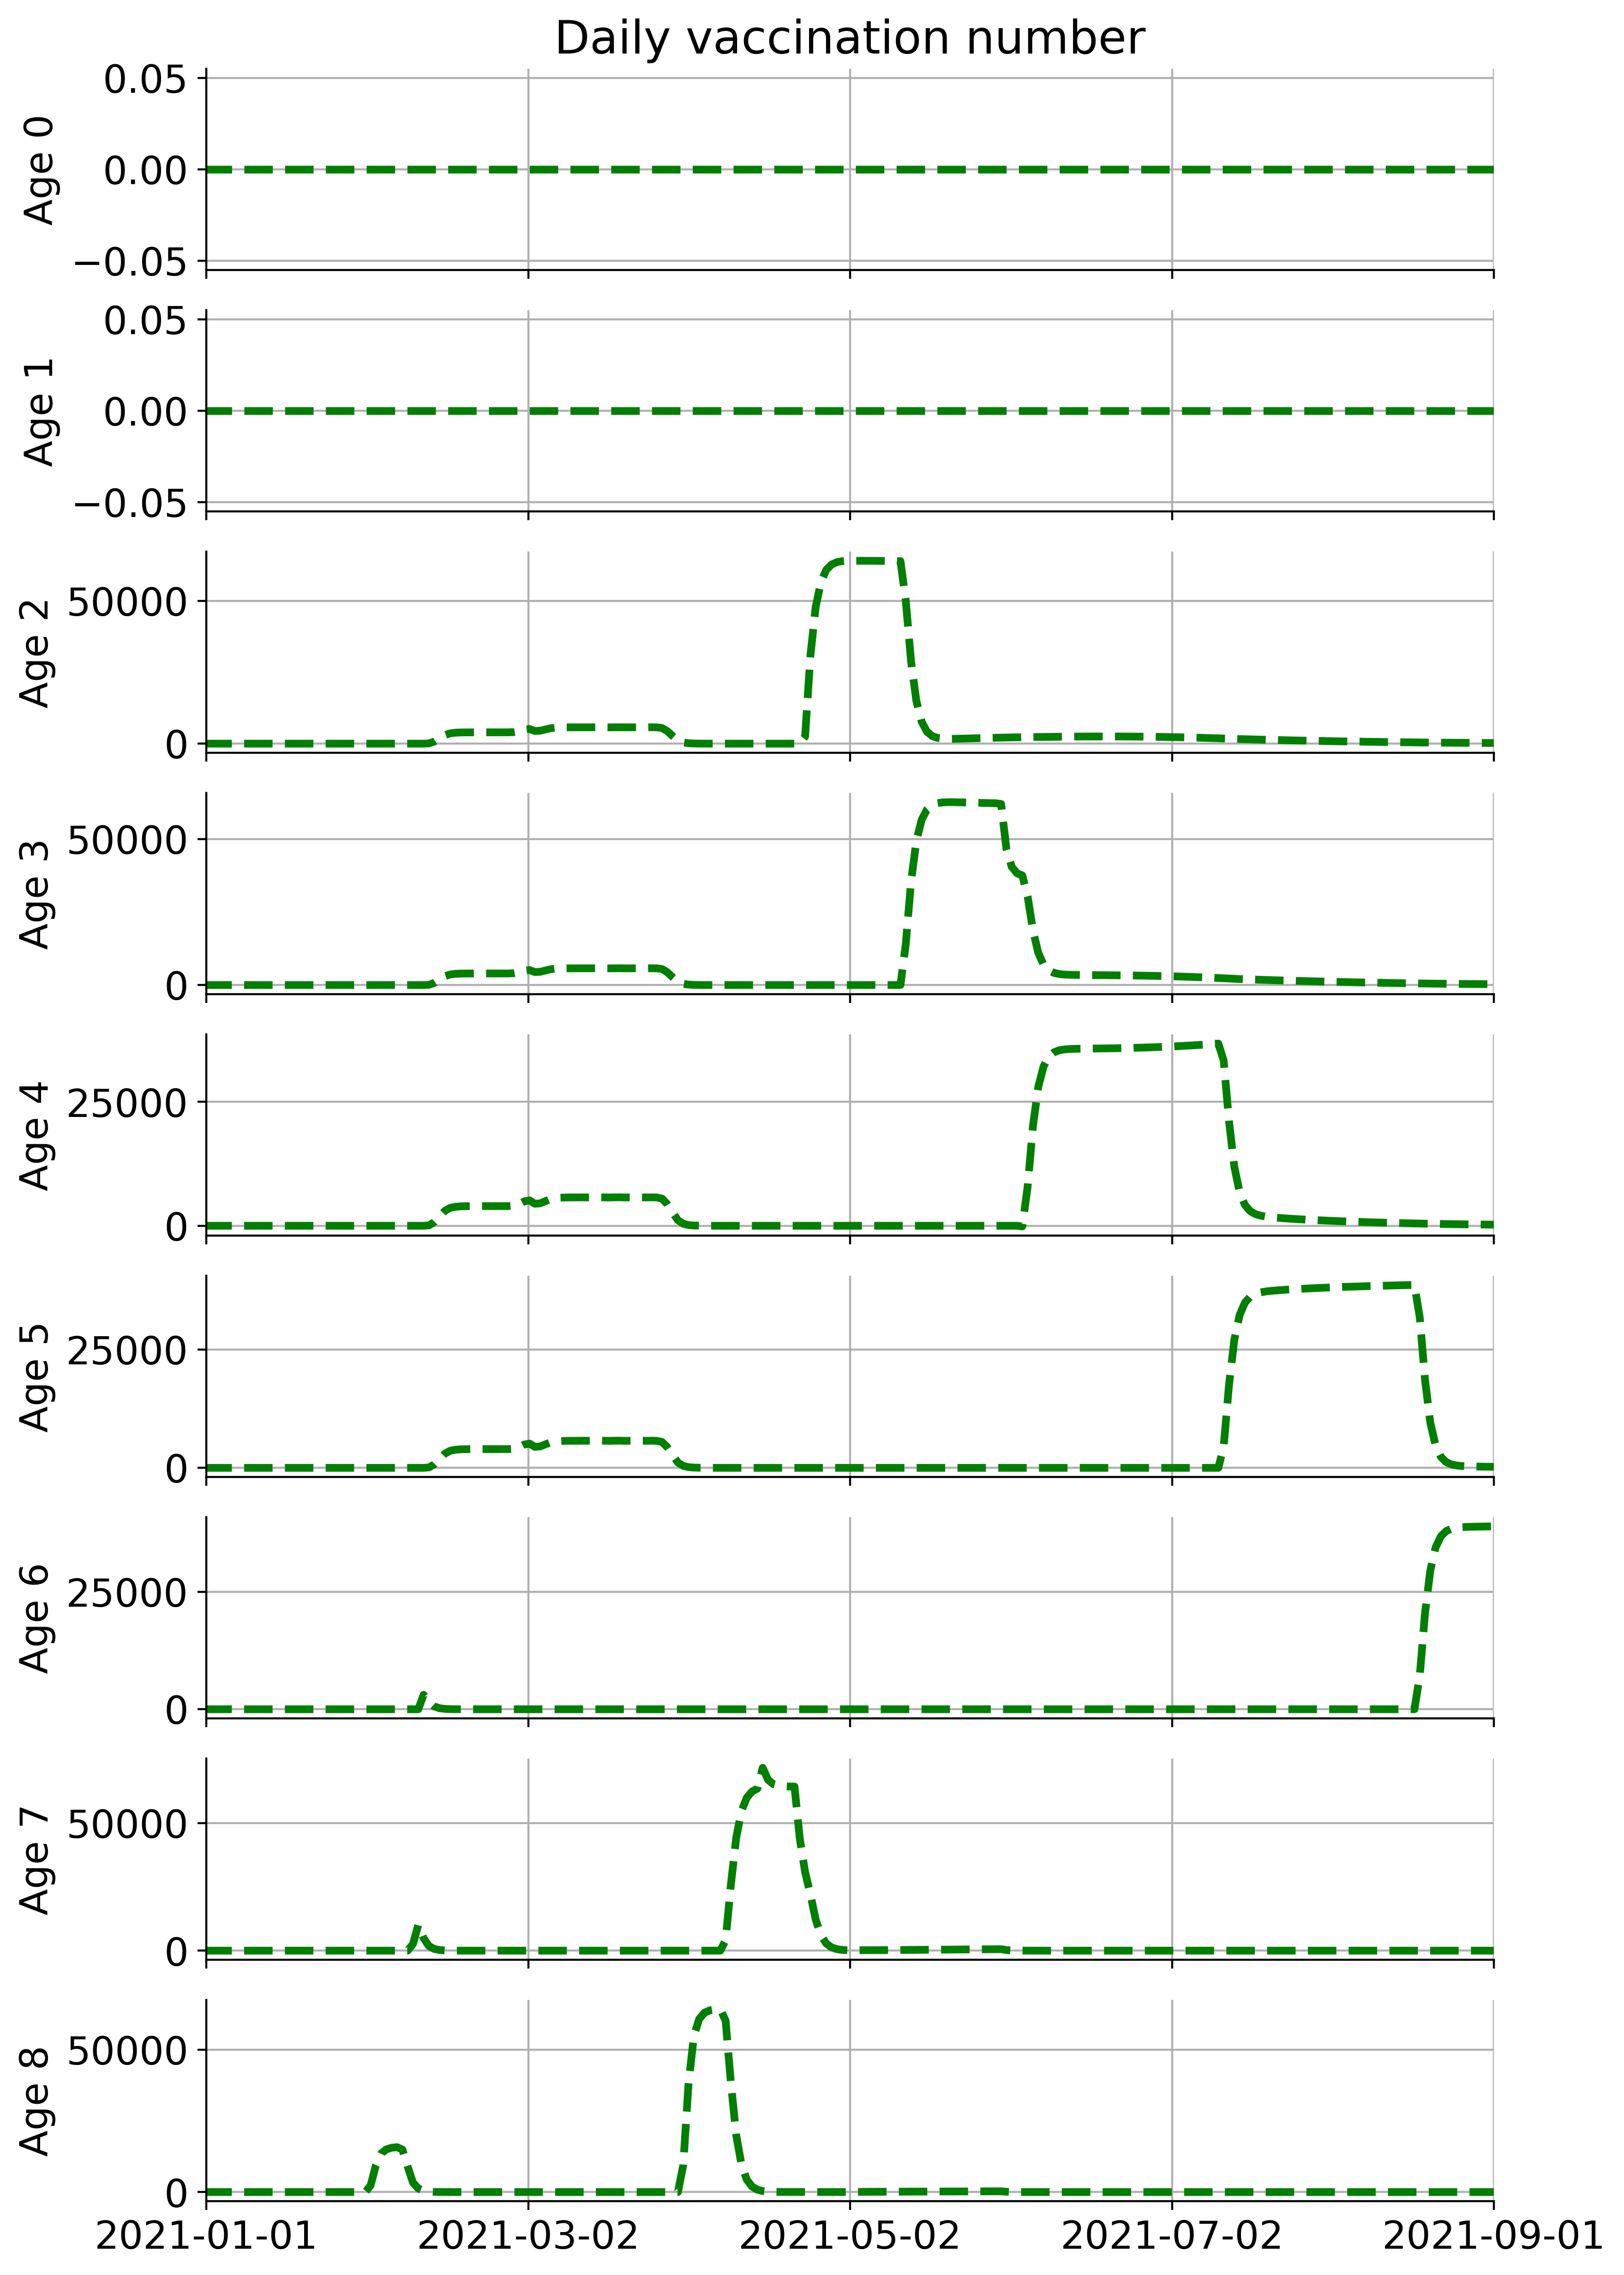 Daily vaccination number
Age 0
0.05
0.00
−0.05
Age 1
0.05
0.00
−0.05
Age 2
50000
0
Age 3
50000
0
Age 4
25000
0
Age 5
25000
0
Age 6
25000
0
Age 7
50000
0
Age 8
50000
0
2021-01-01 2021-03-02 2021-05-02 2021-07-02 2021-09-01